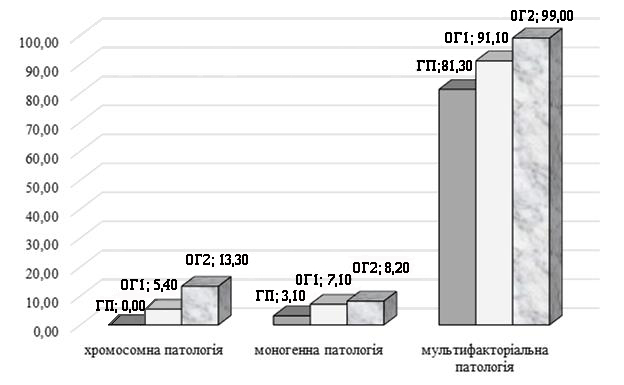 ОГ2; 99,00
ОГ1; 91,10
ГП;81,30
100,00
90,00
80,00
70,00
60,00
50,00
40,00
30,00
20,00
10,00
0,00
ОГ2; 13,30
ОГ1; 5,40
ГП; 0,00
ОГ2; 8,20
ОГ1; 7,10
ГП; 3,10
хромосомна патологія
моногенна патологія
мультифакторіальна
патологія